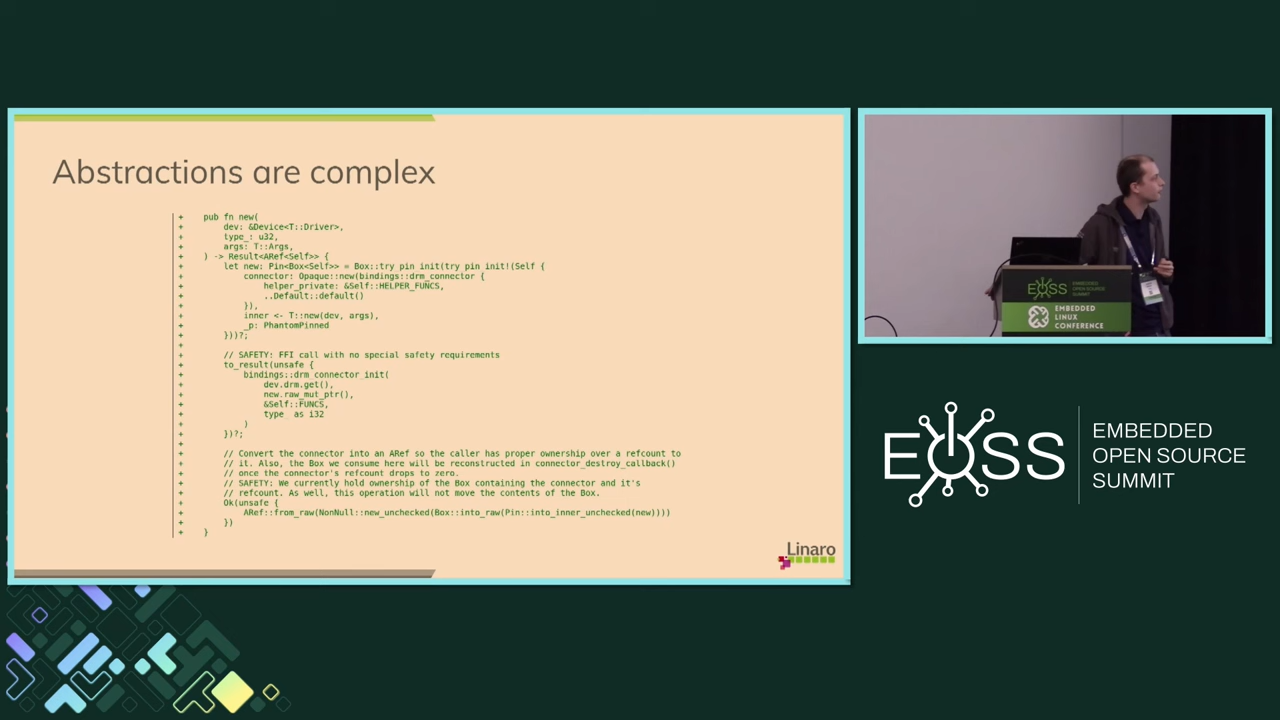 Abstractions are complex
+    pub fn new(
+        dev: &Device<T::Driver>,
+        type_: u32,
+        args: T::Args,
+    ) -> Result<ARef<Self>> {
+        let new: Pin<Box<Self>> = Box::try_pin_init(try_pin_init!(Self {
+            connector: Opaque::new(bindings::drm_connector {
+                helper_private: &Self::HELPER_FUNCS,
+                ..Default::default()
+            }),
+            inner <- T::new(dev, args),
+            _p: PhantomPinned
+        }))?;
+
+        // SAFETY: FFI call with no special safety requirements
+        to_result(unsafe {
+            bindings::drm_connector_init(
+                dev.drm.get(),
+                new.raw_mut_ptr(),
+                &Self::FUNCS,
+                type_ as i32
+            )
+        })?;
+
+        // Convert the connector into an ARef so the caller has proper ownership over a refcount to
+        // it. Also, the Box we consume here will be reconstructed in connector_destroy_callback()
+        // once the connector's refcount drops to zero.
+        // SAFETY: We currently hold ownership of the Box containing the connector and it's
+        // refcount. As well, this operation will not move the contents of the Box.
+        Ok(unsafe {
+            ARef::from_raw(NonNull::new_unchecked(Box::into_raw(Pin::into_inner_unchecked(new))))
+        })
+    }
Linaro
EOSS
EMBEDDED
OPEN SOURCE
SUMMIT
EMBEDDED
LINUX
CONFERENCE
EOSS
EMBEDDED
OPEN SOURCE
SUMMIT